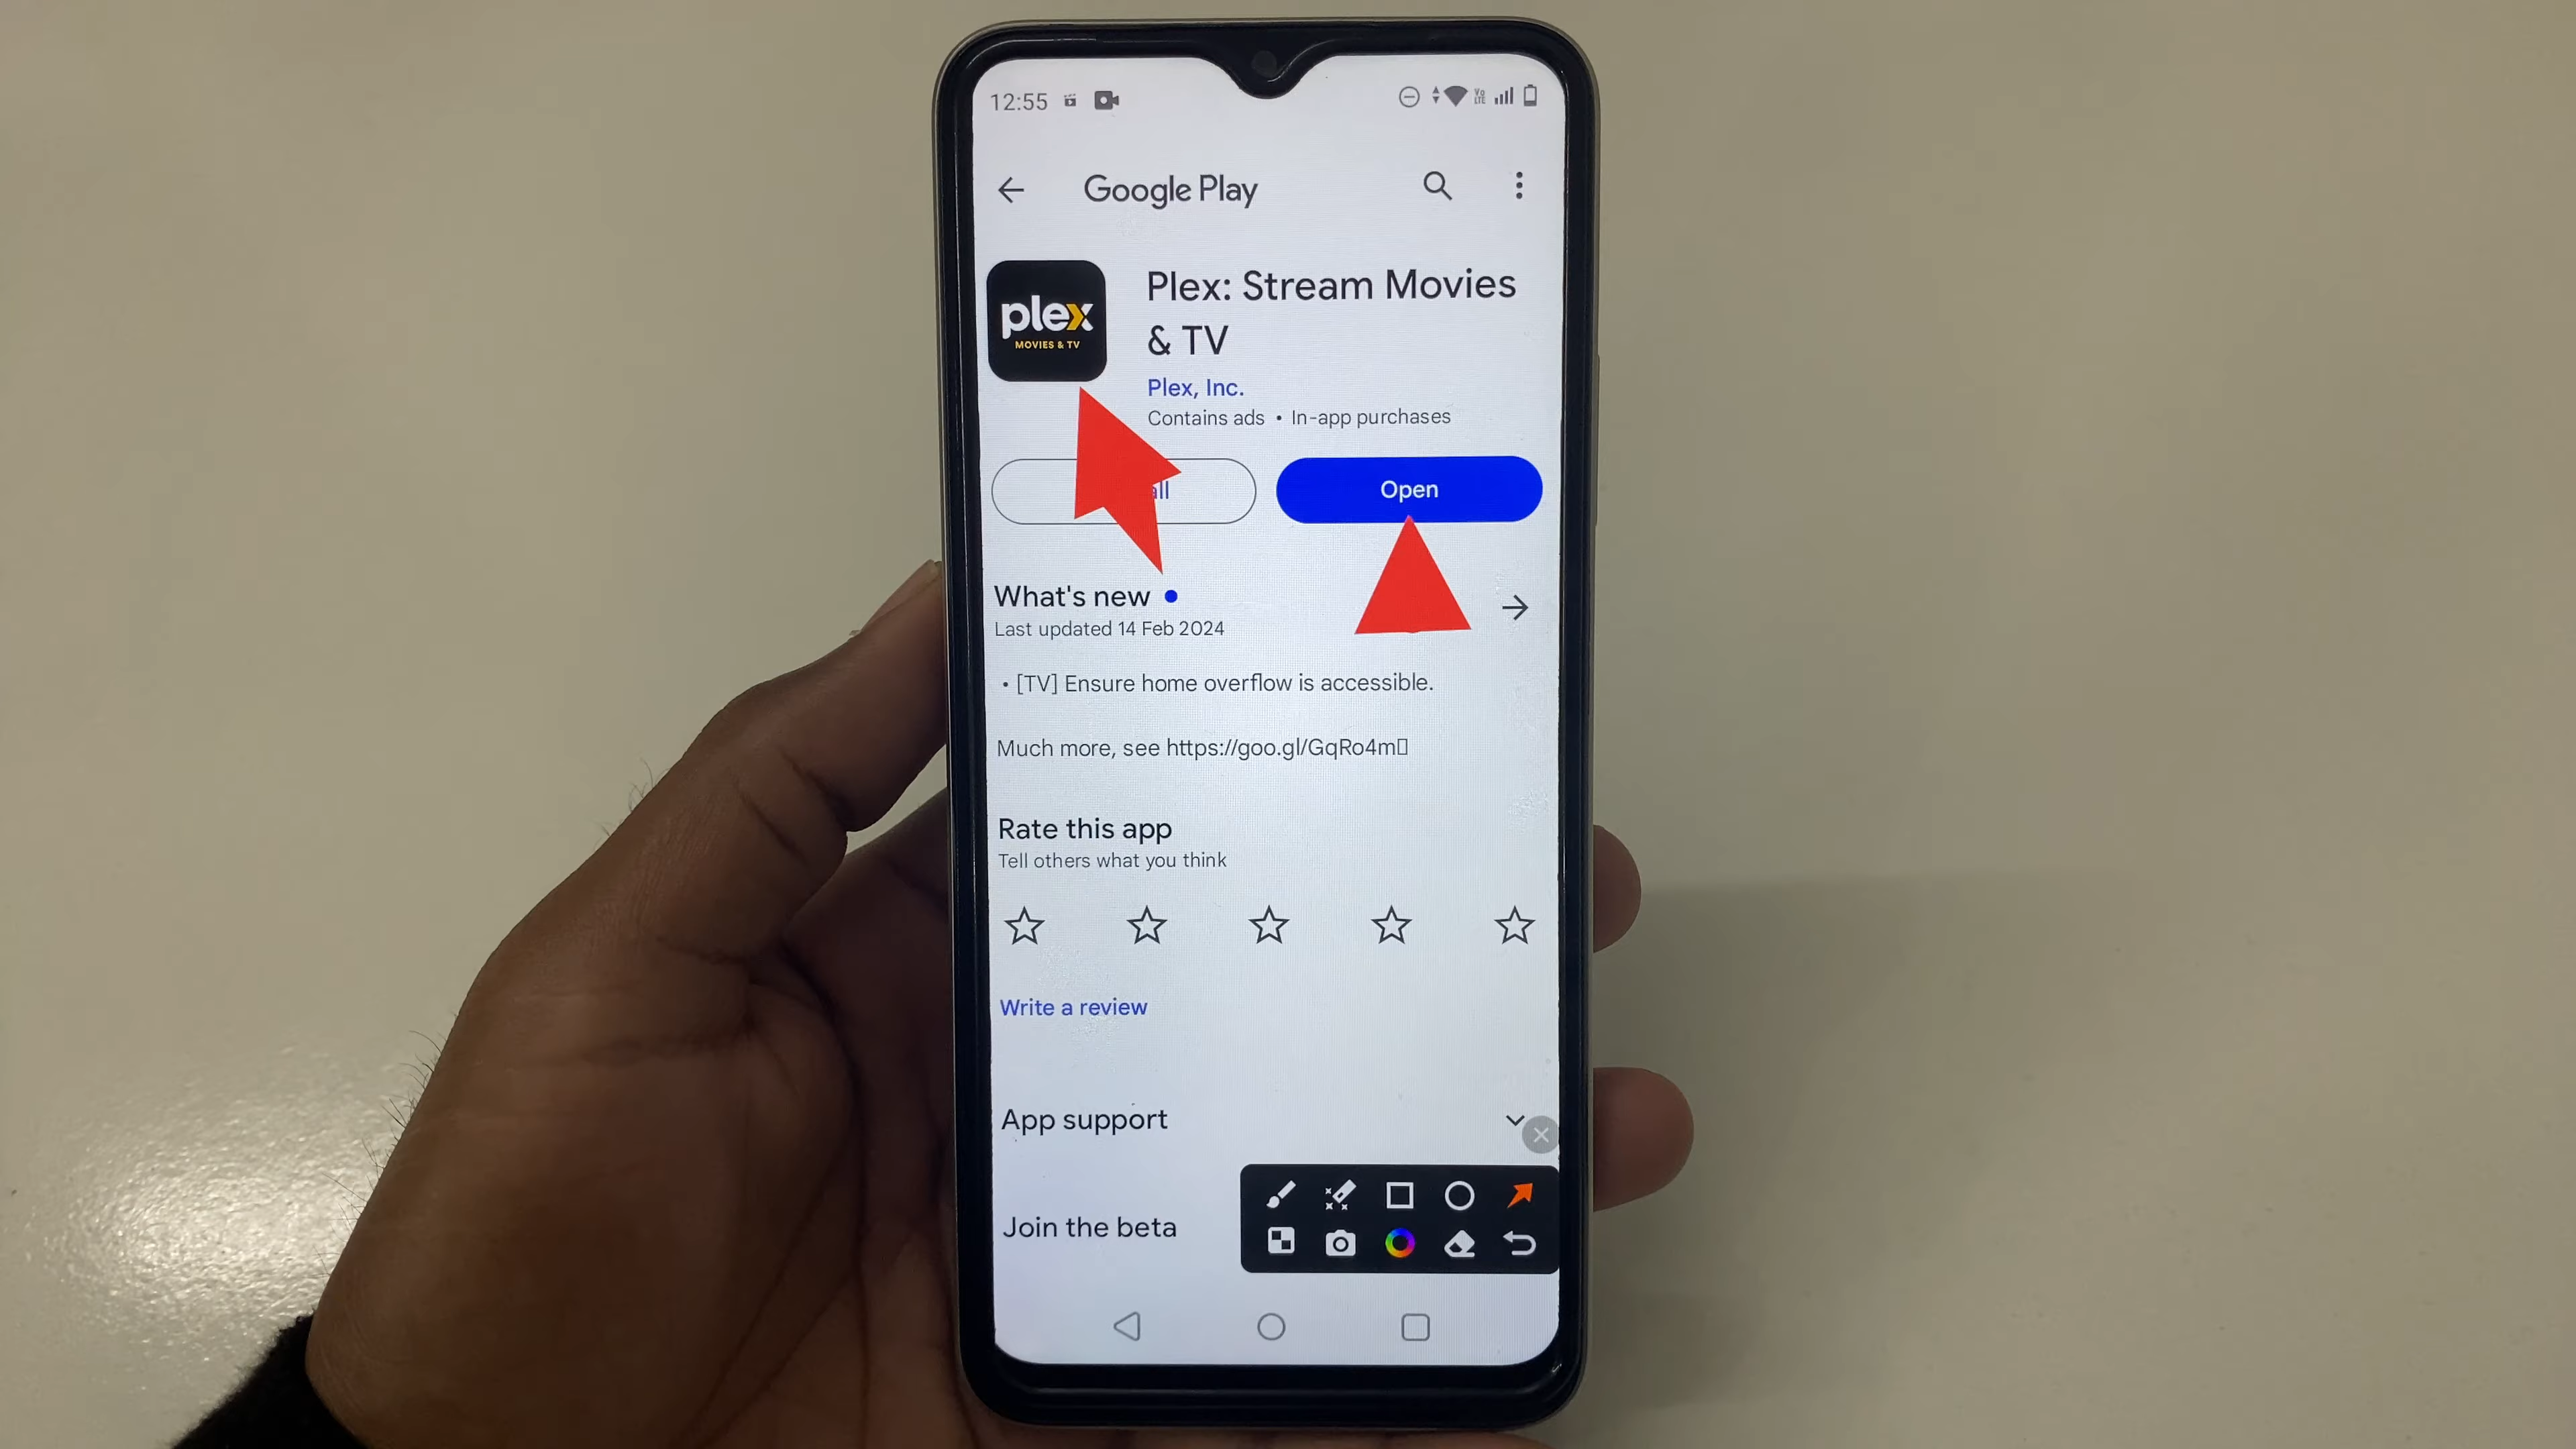 12:55
Vo
LTE
Google Play
plex
MOVIES & TV
Plex: Stream Movies
& TV
Plex, Inc.
Contains ads • In-app purchases
Open
What's new
Last updated 14 Feb 2024
• [TV] Ensure home overflow is accessible.
Much more, see https://goo.gl/GqRo4m
Rate this app
Tell others what you think
Write a review
App support
Join the beta